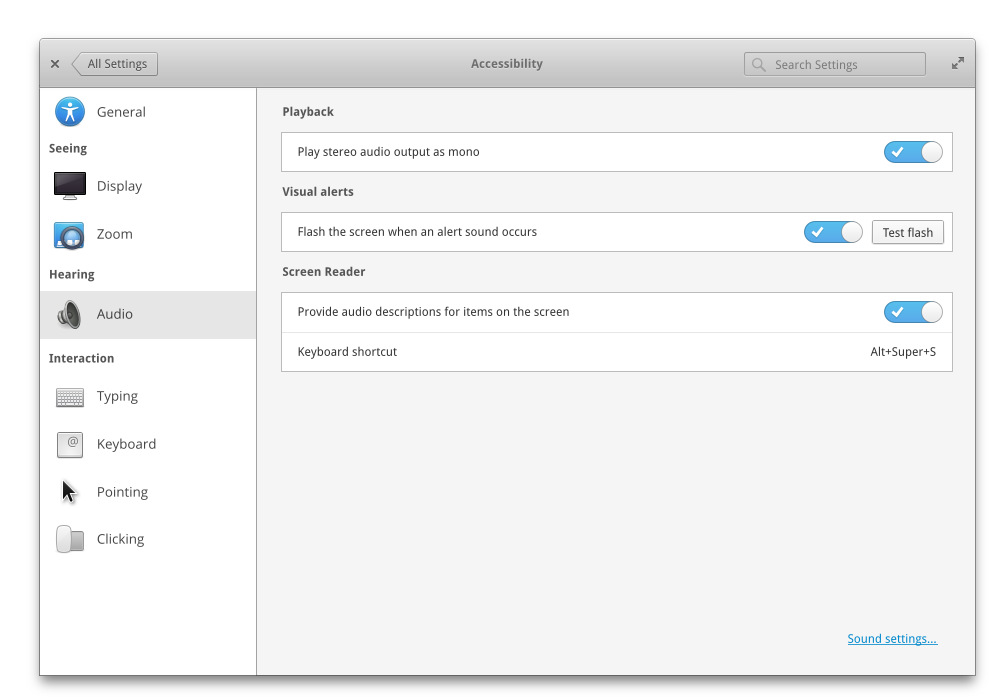 All Settings
Accessibility
Search Settings
General
Seeing
Display
Zoom
Hearing
Audio
Interaction
Typing
Keyboard
Pointing
Clicking
Playback
Play stereo audio output as mono
Visual alerts
Flash the screen when an alert sound occurs
Test flash
Screen Reader
Provide audio descriptions for items on the screen
Keyboard shortcut
Alt+Super+S
Sound settings...